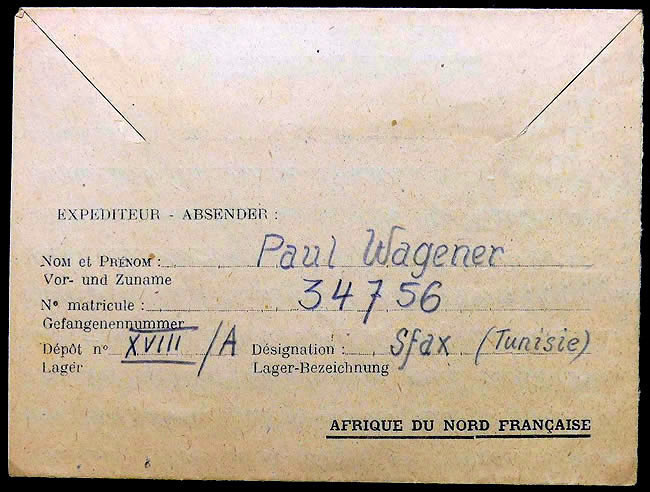 EXPEDITEUR - ABSENDER :
NOM et PRÉNOM : Paul Wagener
Vor- und Zuname
N° matricule : 34756
Gefangenennummer
Dépôt n° XVIII/A Désignation : Sfax (Tunisie)
Lager Lager-Bezeichnung
AFRIQUE DU NORD FRANÇAISE